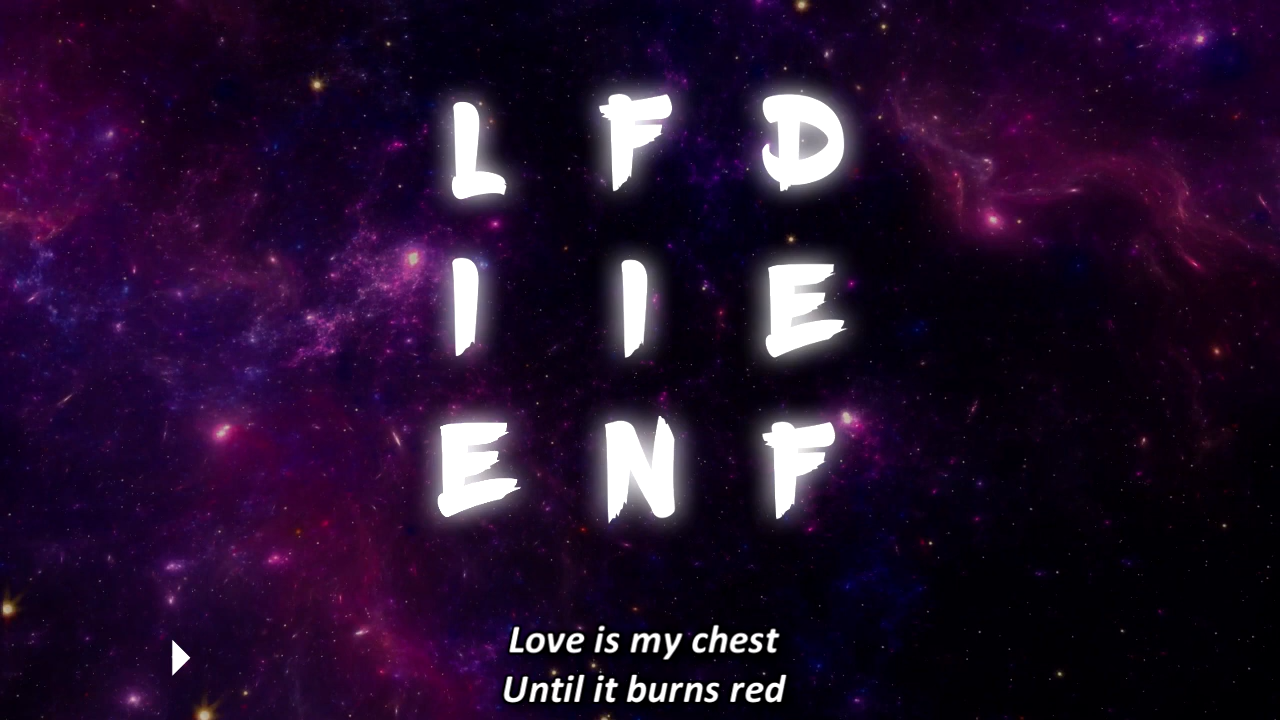 L F D
I I E
E N F
Love is my chest
Until it burns red